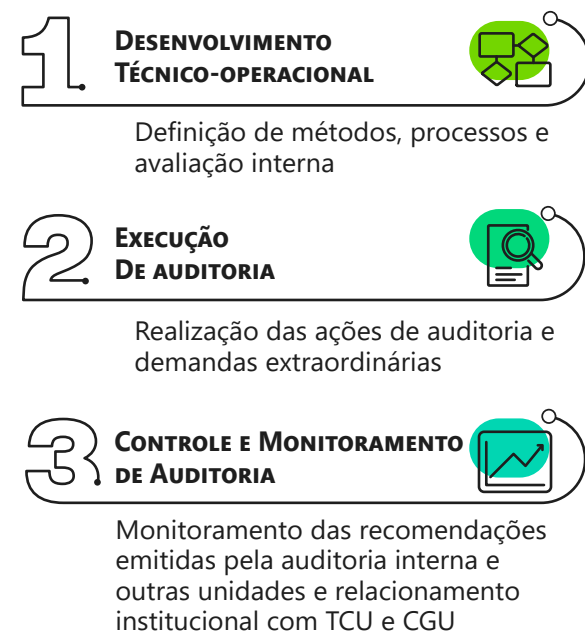 1 Desenvolvimento
Técnico-operacional
Definição de métodos, processos e
avaliação interna
2 Execução
De auditoria
Realização das ações de auditoria e
demandas extraordinárias
3 Controle e Monitoramento
de Auditoria
Monitoramento das recomendações
emitidas pela auditoria interna e
outras unidades e relacionamento
institucional com TCU e CGU